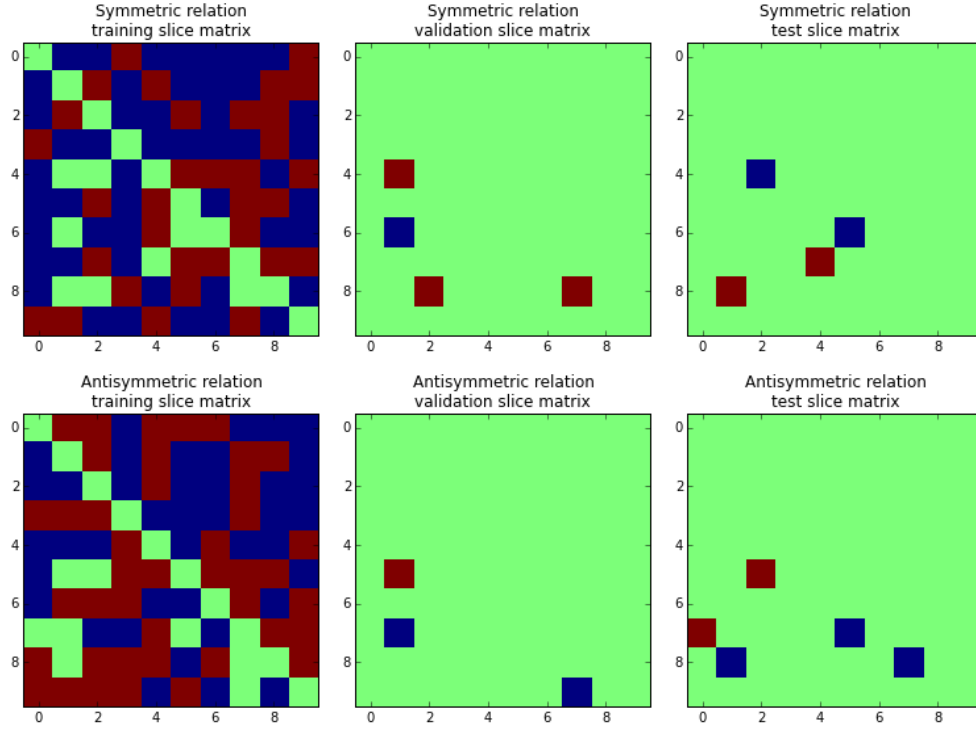 Symmetric relation
training slice matrix
Symmetric relation
validation slice matrix
Symmetric relation
test slice matrix
0
2
4
6
8
0 2 4 6 8
0
2
4
6
8
0 2 4 6 8
0
2
4
6
8
0 2 4 6 8
Antisymmetric relation
training slice matrix
Antisymmetric relation
validation slice matrix
Antisymmetric relation
test slice matrix
0
2
4
6
8
0 2 4 6 8
0
2
4
6
8
0 2 4 6 8
0
2
4
6
8
0 2 4 6 8